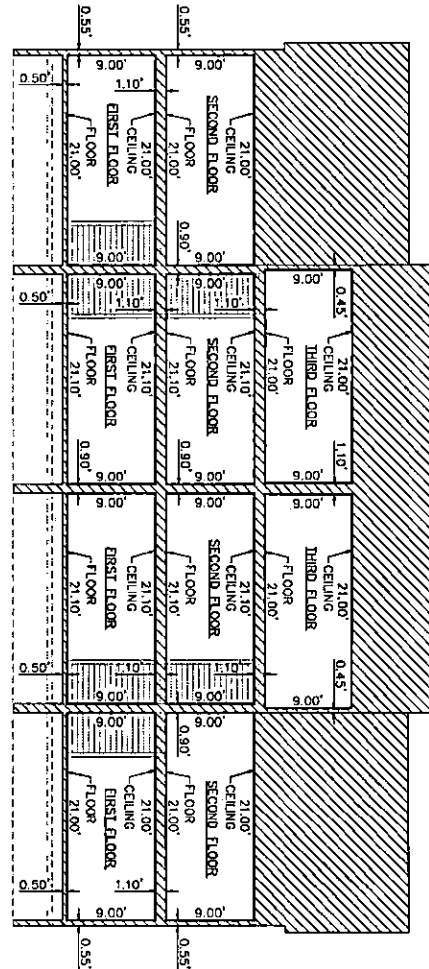 0.55'
0.55'
9.00'
9.00'
0.50'
1.10'
CEILING
21.00'
SECOND FLOOR
FLOOR
21.00'
CEILING
21.00'
FIRST FLOOR
FLOOR
21.00'
0.90'
9.00'
9.00'
9.00'
9.00'
9.00'
0.45'
0.50'
1.10'
1.10'
CEILING
21.00'
THIRD FLOOR
FLOOR
21.00'
CEILING
21.10'
SECOND FLOOR
FLOOR
21.10'
CEILING
21.10'
FIRST FLOOR
FLOOR
21.10'
1.10'
0.90'
0.90'
9.00'
9.00'
9.00'
9.00'
9.00'
9.00'
CEILING
21.00'
THIRD FLOOR
FLOOR
21.00'
CEILING
21.10'
SECOND FLOOR
FLOOR
21.10'
CEILING
21.10'
FIRST FLOOR
FLOOR
21.10'
0.45'
1.10'
1.10'
0.50'
9.00'
9.00'
9.00'
9.00'
9.00'
0.90'
CEILING
21.00'
SECOND FLOOR
FLOOR
21.00'
CEILING
21.00'
FIRST FLOOR
FLOOR
21.00'
0.50'
1.10'
9.00'
9.00'
0.55'
0.55'